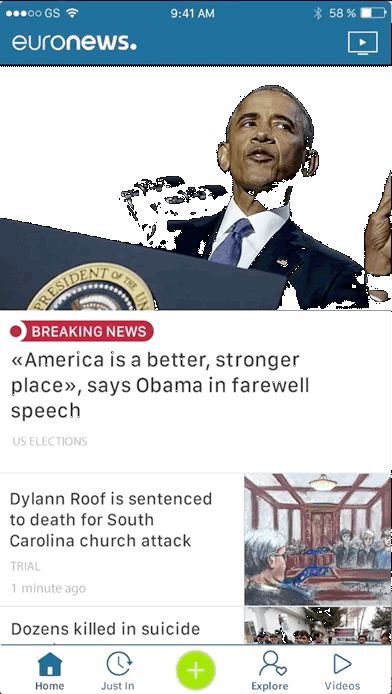 GS 9:41 AM 58 %
euronews.
PRESIDENT OF THE
BREAKING NEWS
«America is a better, stronger
place», says Obama in farewell
speech
US ELECTIONS
Dylann Roof is sentenced
to death for South
Carolina church attack
TRIAL
1 minute ago
Dozens killed in suicide
Home Just In Explore Videos